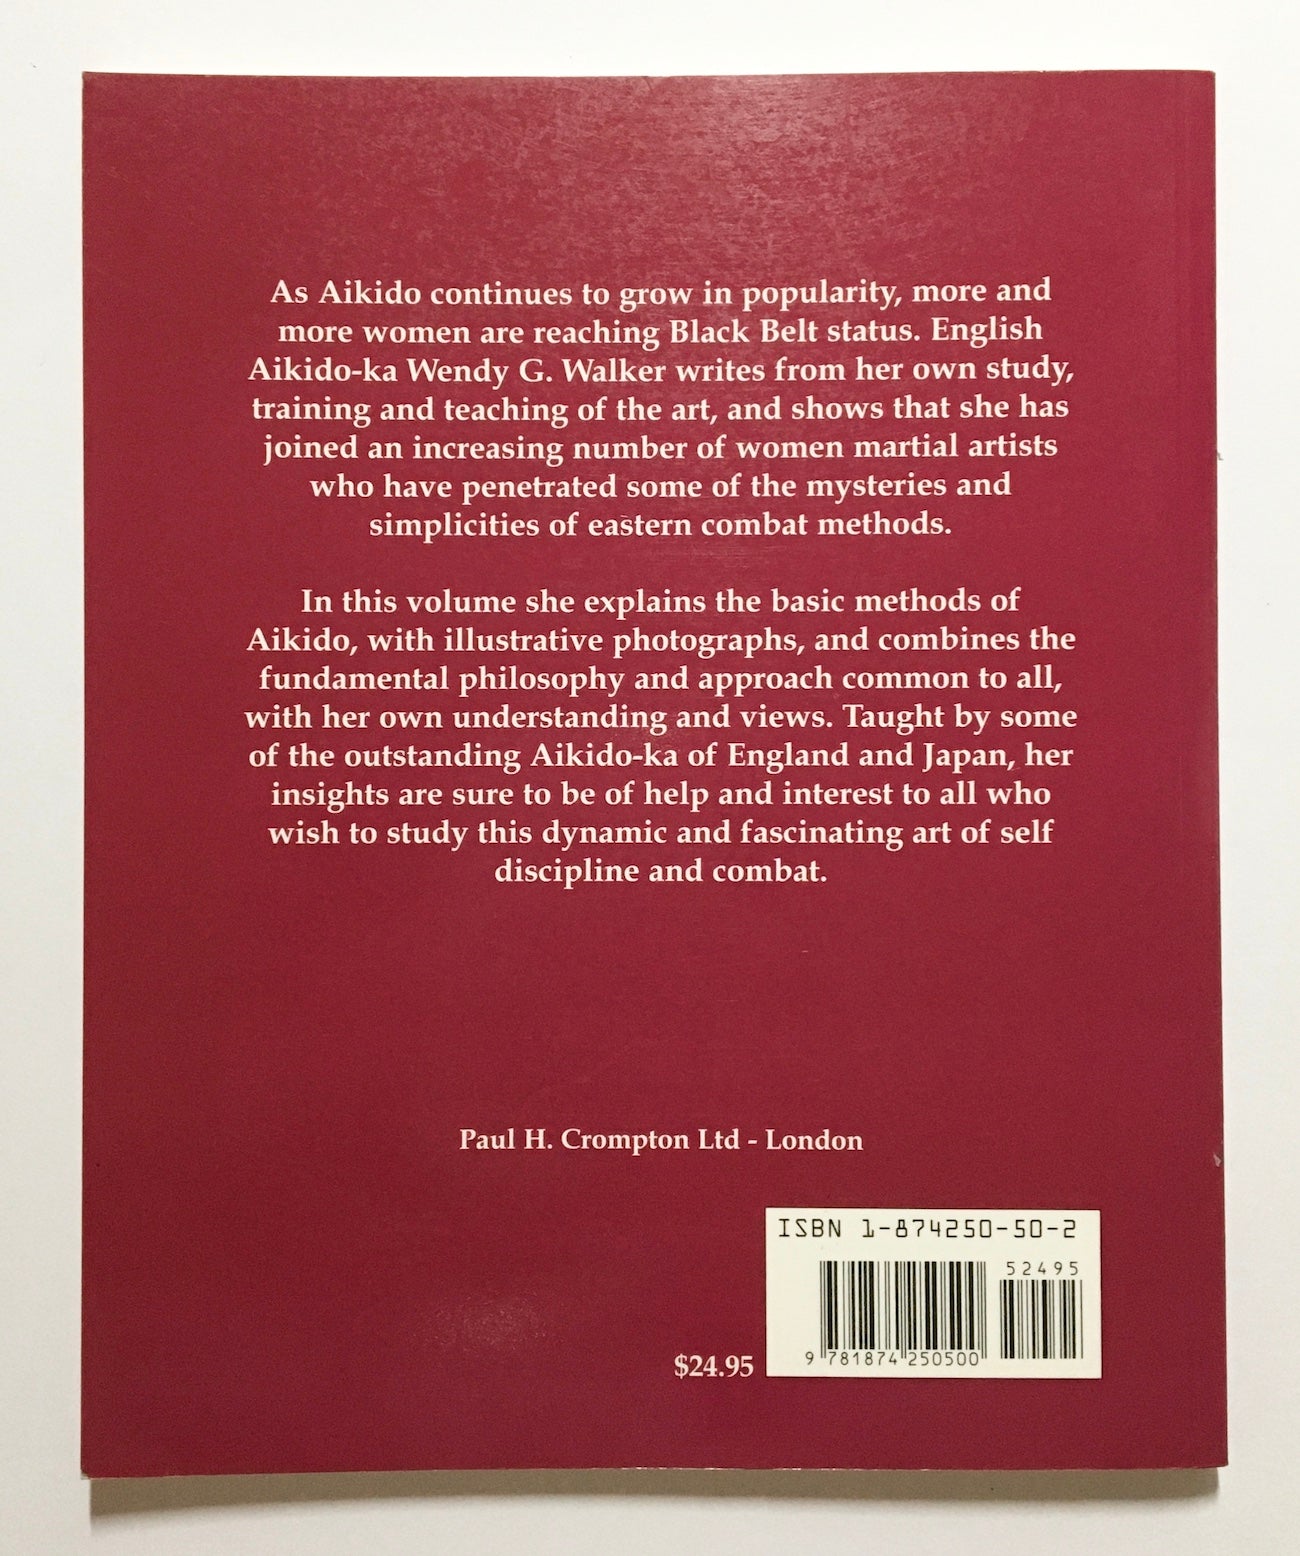 As Aikido continues to grow in popularity, more and
more women are reaching Black Belt status. English
Aikido-ka Wendy G. Walker writes from her own study,
training and teaching of the art, and shows that she has
joined an increasing number of women martial artists
who have penetrated some of the mysteries and
simplicities of eastern combat methods.
In this volume she explains the basic methods of
Aikido, with illustrative photographs, and combines the
fundamental philosophy and approach common to all,
with her own understanding and views. Taught by some
of the outstanding Aikido-ka of England and Japan, her
insights are sure to be of help and interest to all who
wish to study this dynamic and fascinating art of self
discipline and combat.
Paul H. Crompton Ltd - London
ISBN 1-874250-50-2
52495
9 781874 250500
$24.95